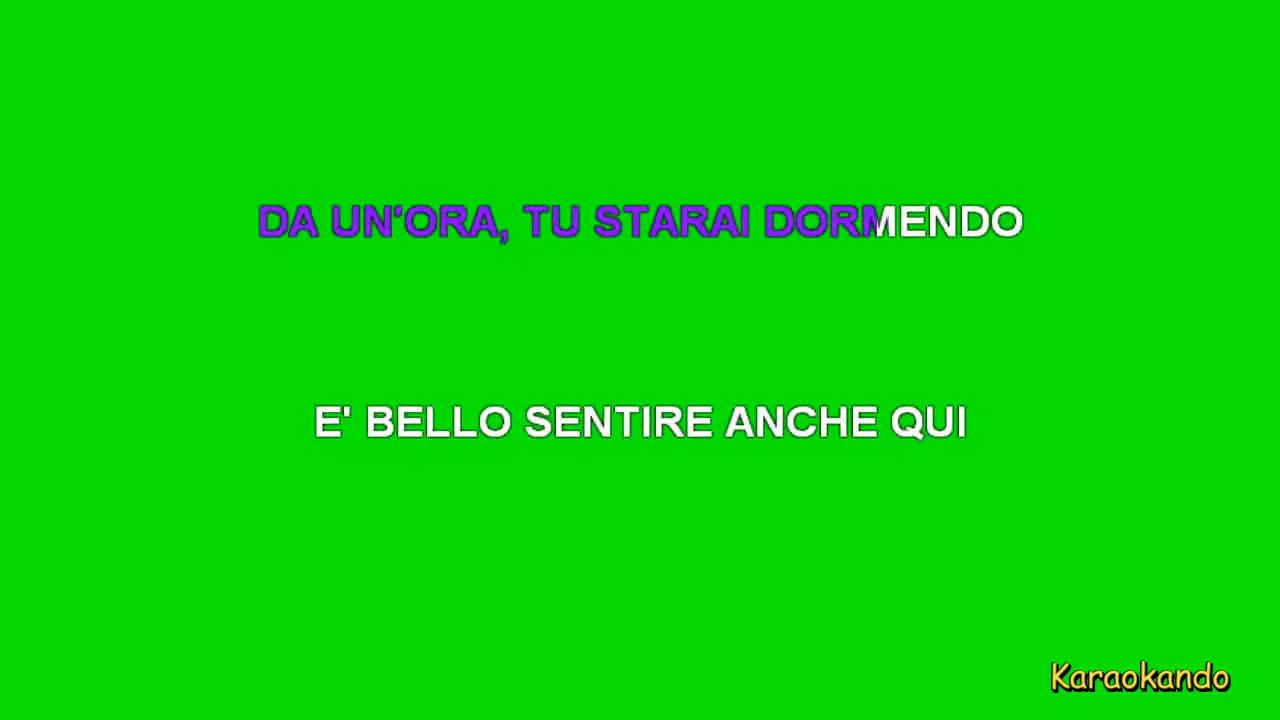 DA UN'ORA, TU STARAI DORMENDO
E' BELLO SENTIRE ANCHE QUI
Karaokando